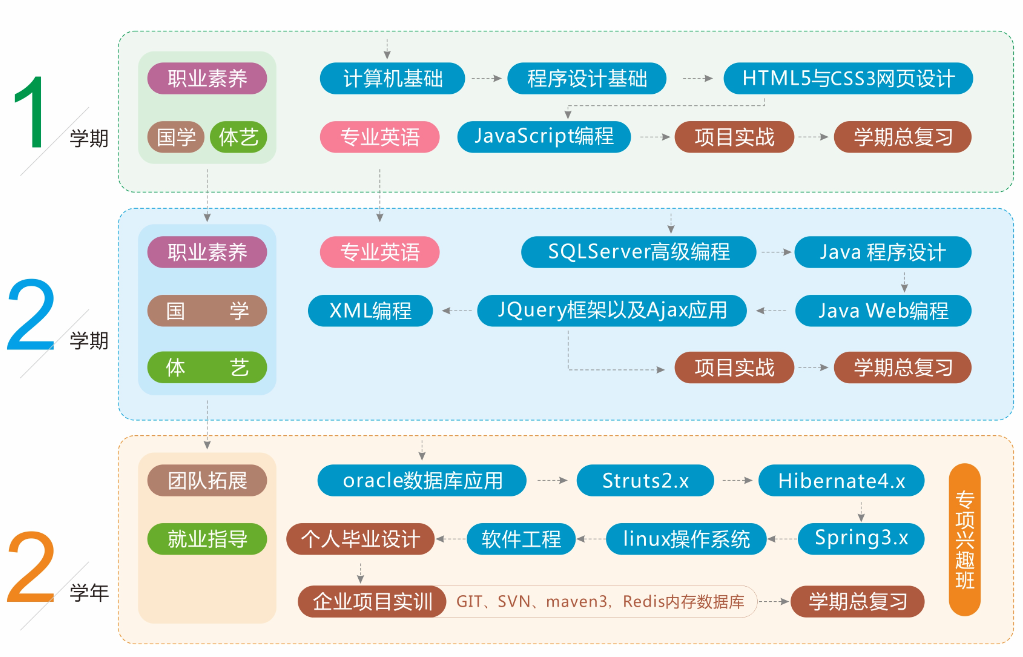 1
学期
职业素养
国学
体艺
计算机基础
程序设计基础
HTML5与CSS3网页设计
专业英语
JavaScript编程
项目实战
学期总复习
2
学期
职业素养
国 学
体 艺
专业英语
SQLServer高级编程
Java 程序设计
XML编程
JQuery框架以及Ajax应用
Java Web编程
项目实战
学期总复习
2
学年
团队拓展
就业指导
oracle数据库应用
Struts2.x
Hibernate4.x
个人毕业设计
软件工程
linux操作系统
Spring3.x
企业项目实训
GIT、SVN、maven3，Redis内存数据库
学期总复习
专项兴趣班